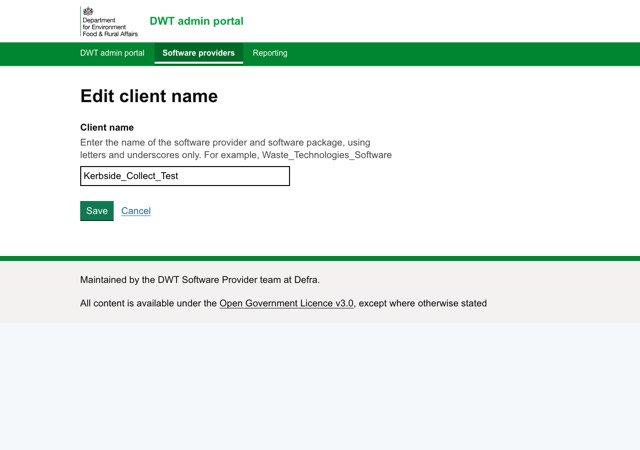 Department
for Environment
Food & Rural Affairs
DWT admin portal
DWT admin portal
Software providers
Reporting
Edit client name
Client name
Enter the name of the software provider and software package, using
letters and underscores only. For example, Waste_Technologies_Software
Kerbside_Collect_Test
Save
Cancel
Maintained by the DWT Software Provider team at Defra.
All content is available under the Open Government Licence v3.0, except where otherwise stated